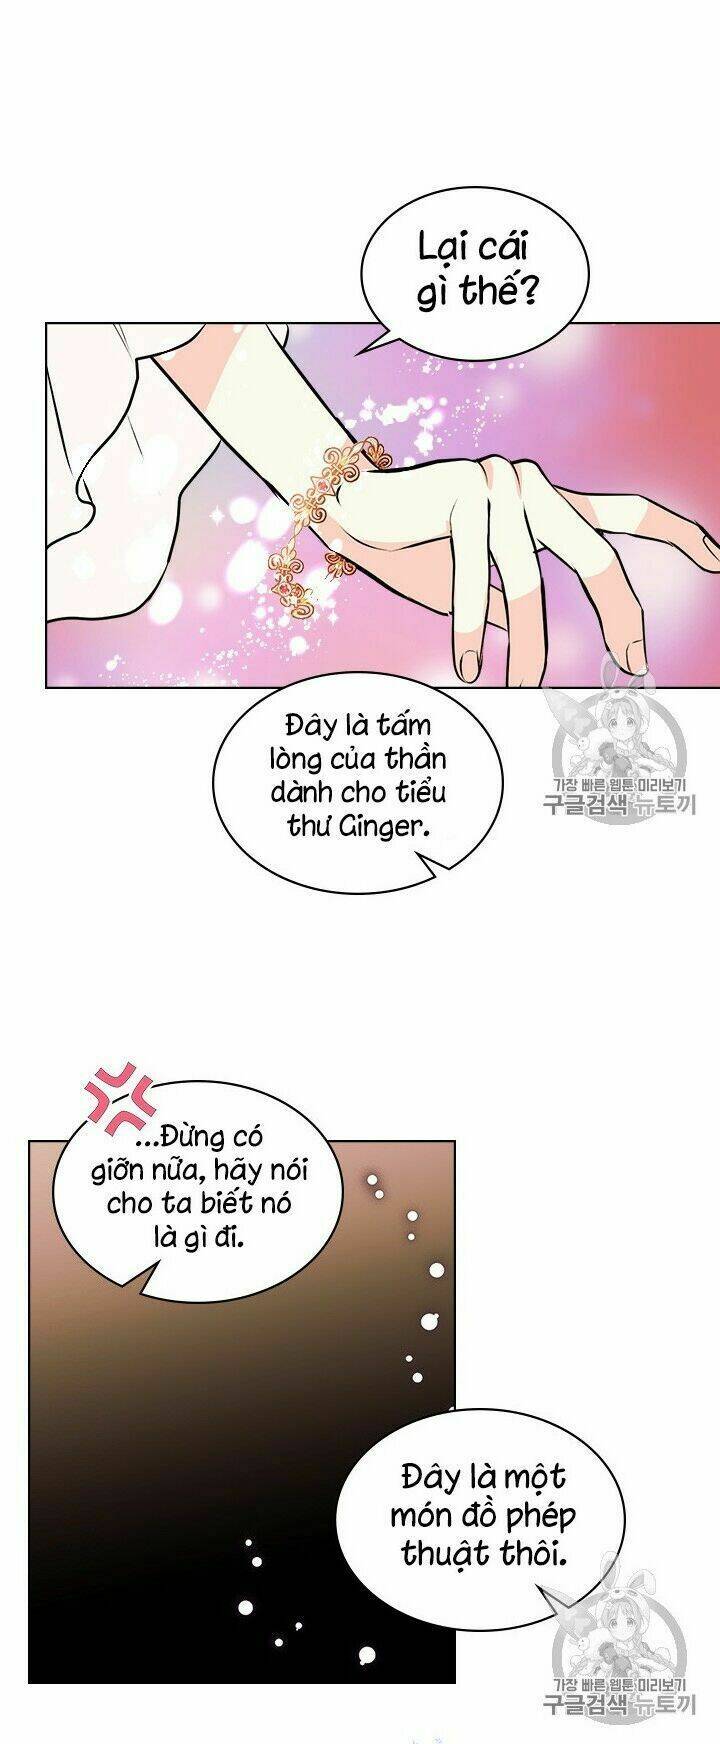 Lại cái
gì thế?
Đây là tấm
lòng của thần
dành cho tiểu
thư Ginger.
가장 빠른 웹툰 미리보기
구글검색 뉴토끼
...Đừng có
giỡn nữa, hãy nói
cho ta biết nó
là gì đi.
Đây là một
món đồ phép
thuật thôi.
가장 빠른 웹툰 미리보기
구글검색 뉴토끼